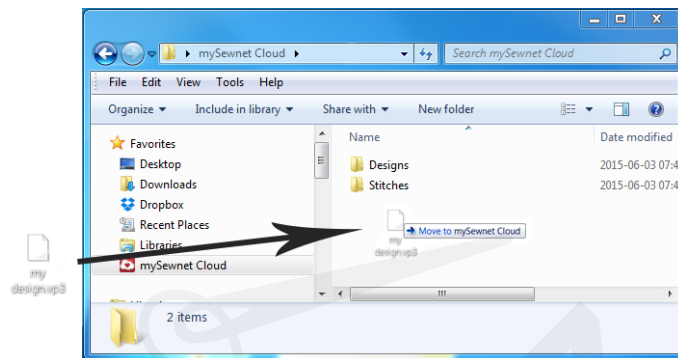 mySewnet Cloud
Search mySewnet Cloud
File Edit View Tools Help
Organize Include in library Share with New folder
Favorites
Desktop
Downloads
Dropbox
Recent Places
Libraries
mySewnet Cloud
Name Date modified
Designs 2015-06-03 07:4
Stitches 2015-06-03 07:4
my
design.vp3
Move to mySewnet Cloud
my
design.vp3
2 items